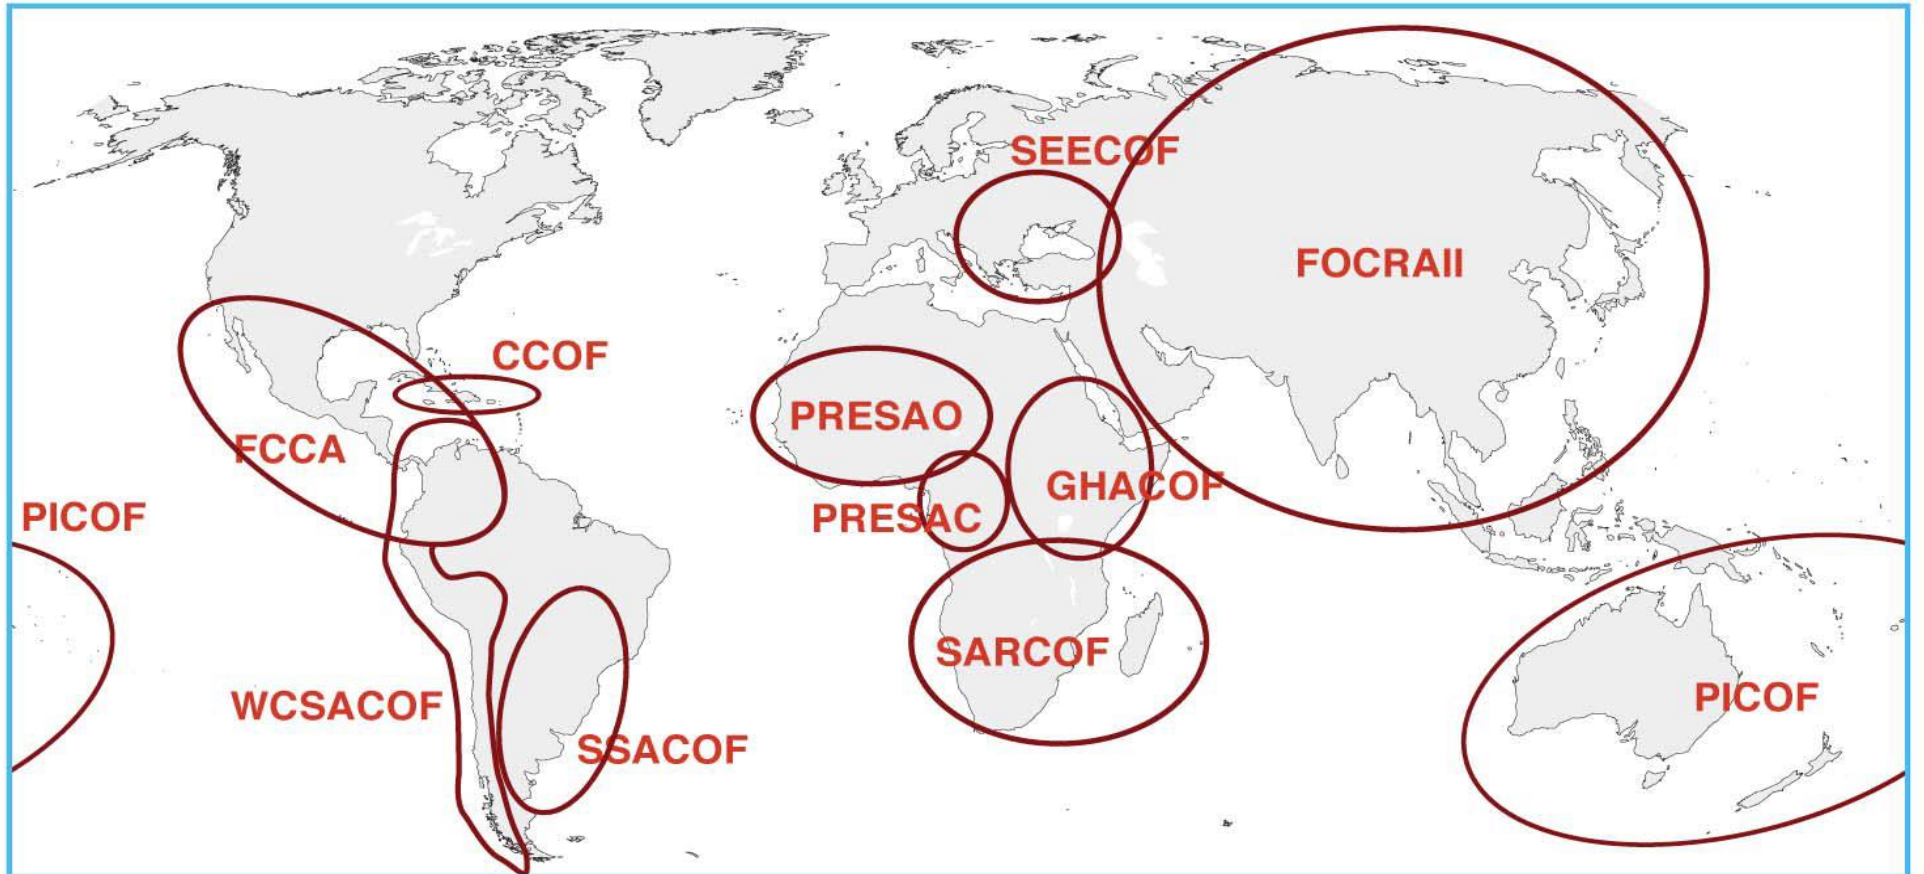 SEECOF
FOCRAII
CCOF
PRESAO
FCCA
GHACOF
PICOF
PRESAC
SARCOF
PICOF
WCSACOF
SSACOF